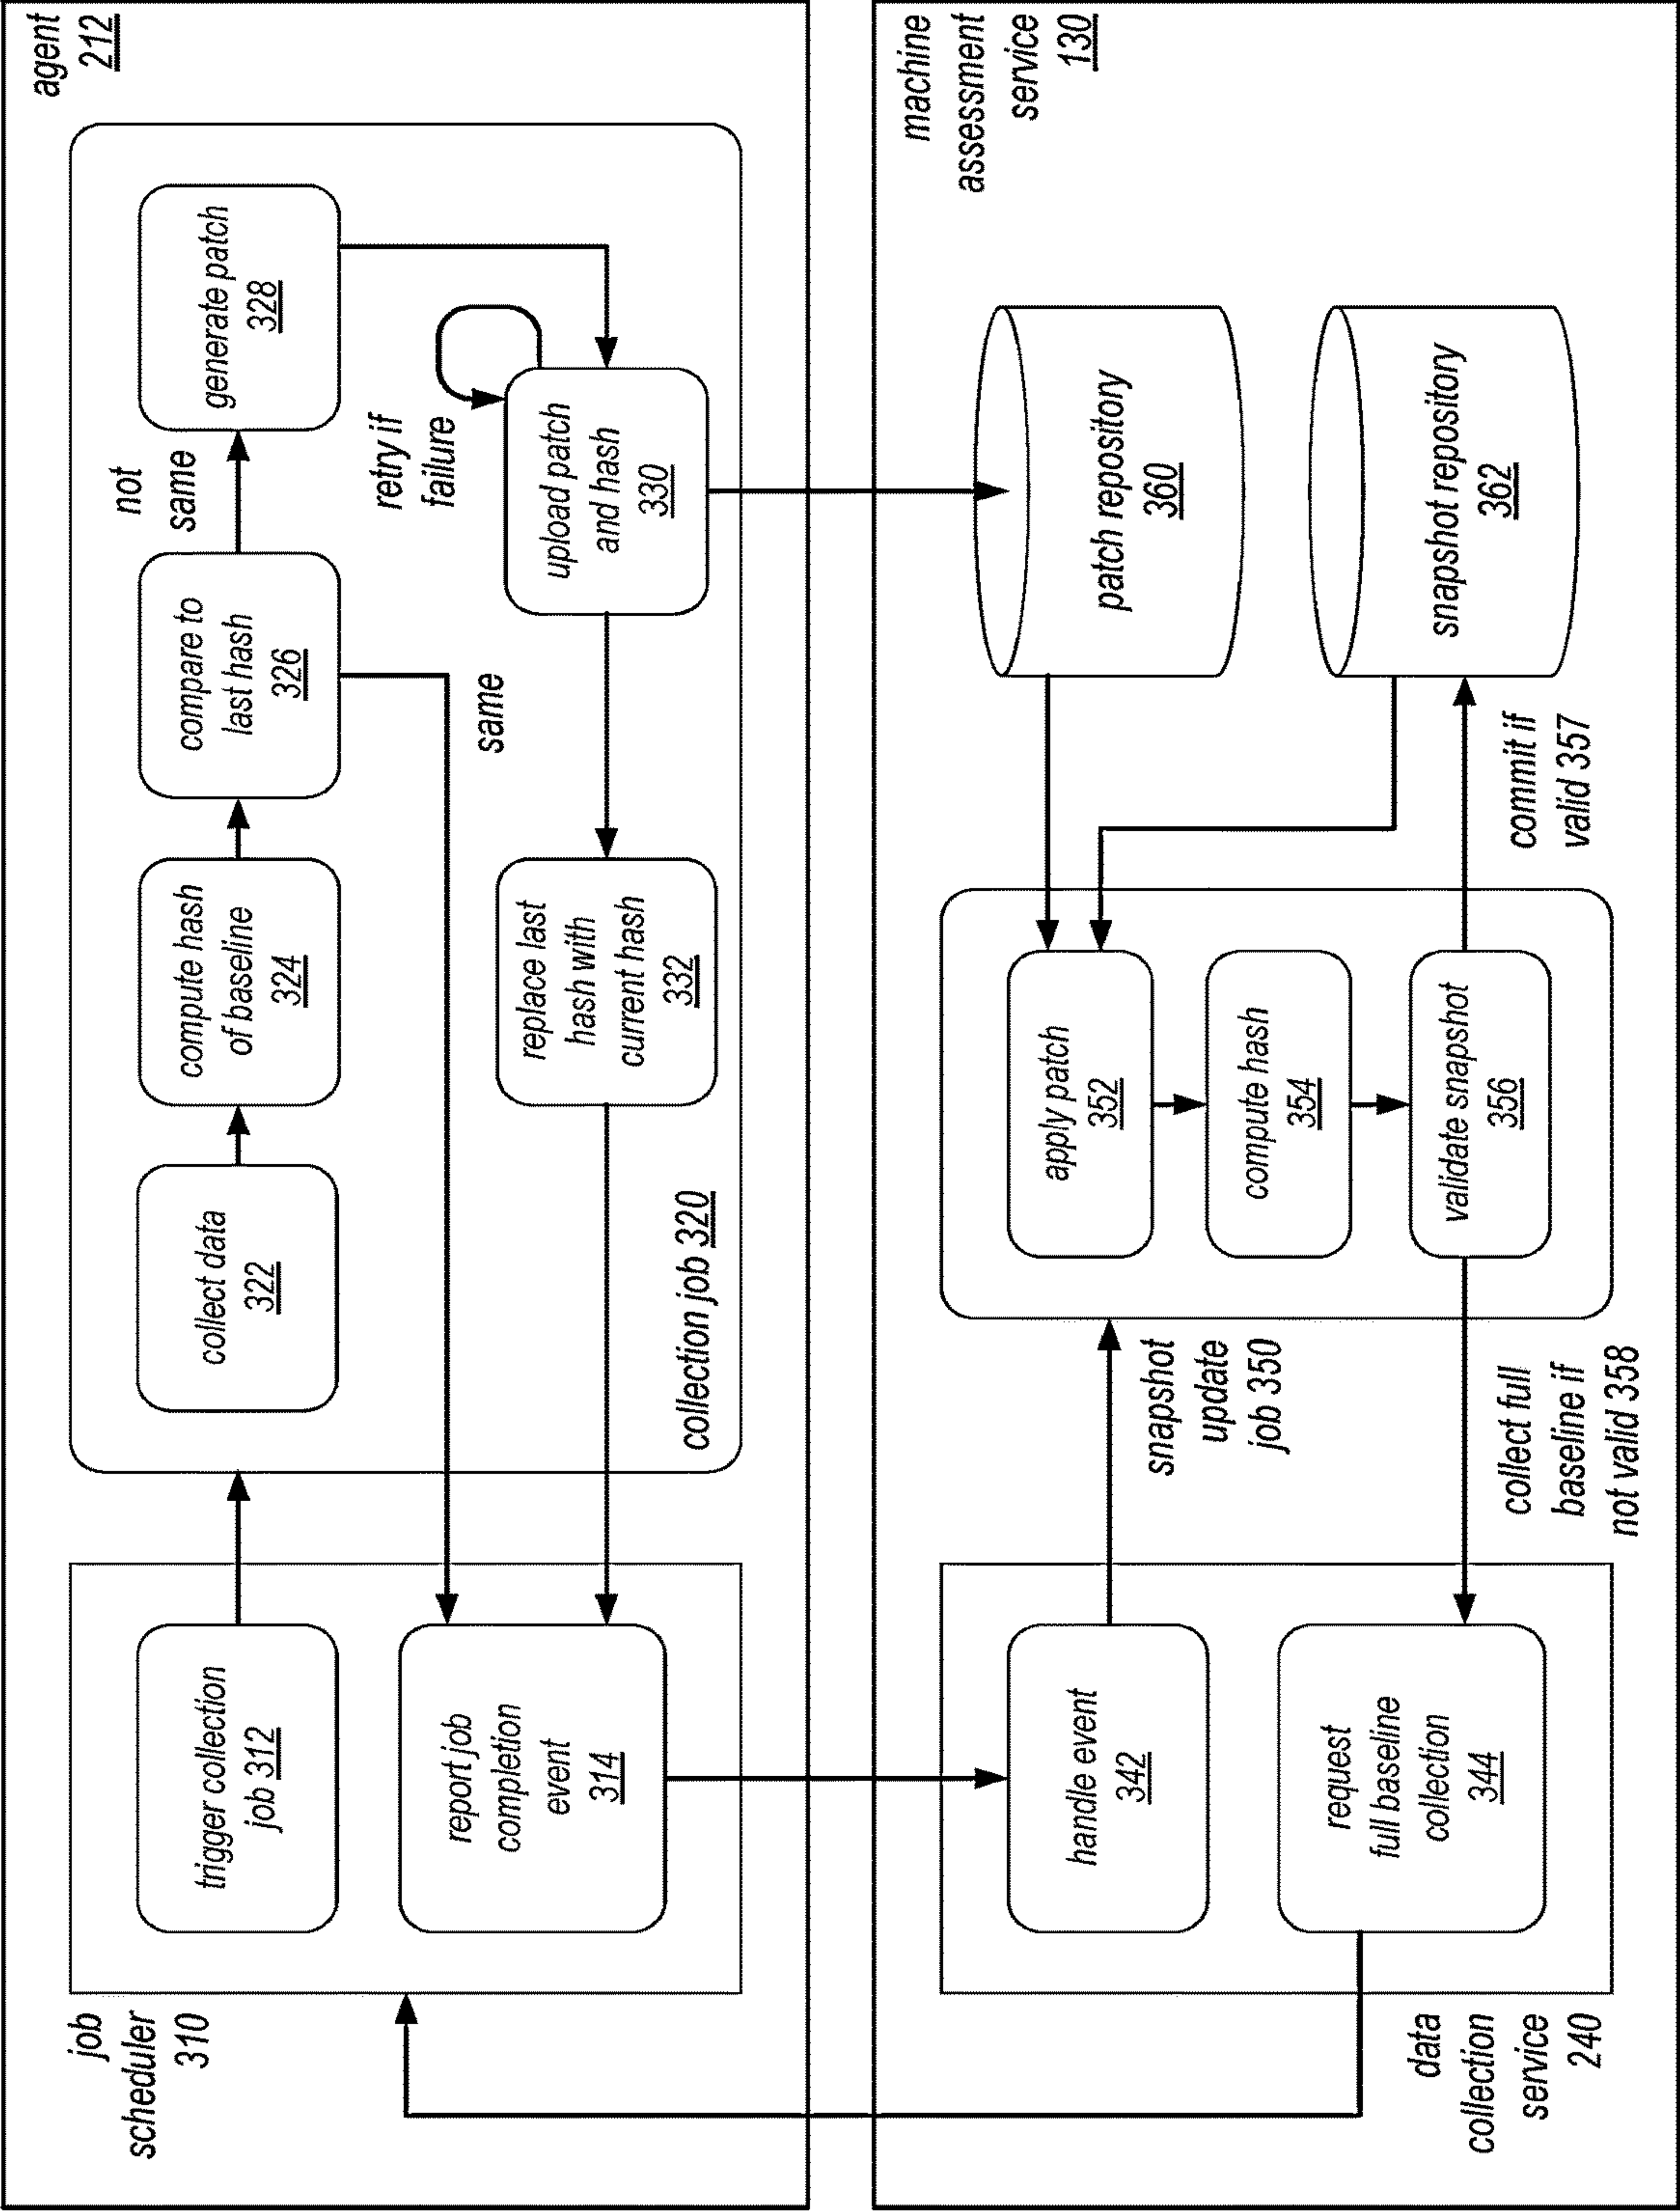 agent
212
job
scheduler
310
trigger collection
job 312
report job
completion
event
314
collect data
322
compute hash
of baseline
324
compare to
last hash
326
not
same
generate patch
328
same
retry if
failure
upload patch
and hash
330
replace last
hash with
current hash
332
collection job 320
machine
assessment
service
130
data
collection
service
240
handle event
342
request
full baseline
collection
344
snapshot
update
job 350
collect full
baseline if
not valid 358
apply patch
352
compute hash
354
validate snapshot
356
commit if
valid 357
patch repository
360
snapshot repository
362